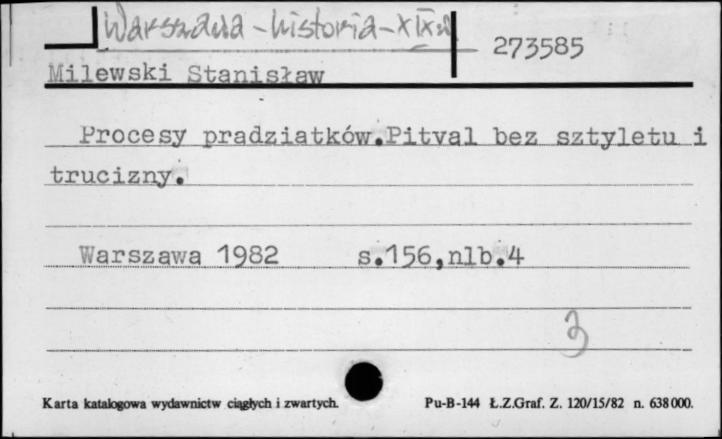 Warszawa - historia - XIX w
273585
Milewski Stanisław
Procesy pradziatków.Pitval bez sztyletu i
trucizny.
Warszawa 1982 s.156,nlb.4
3
Karta katalogowa wydawnictw ciągłych i zwartych. Pu-B-144 Ł.Z.Graf. Z. 120/15/82 n. 638000.